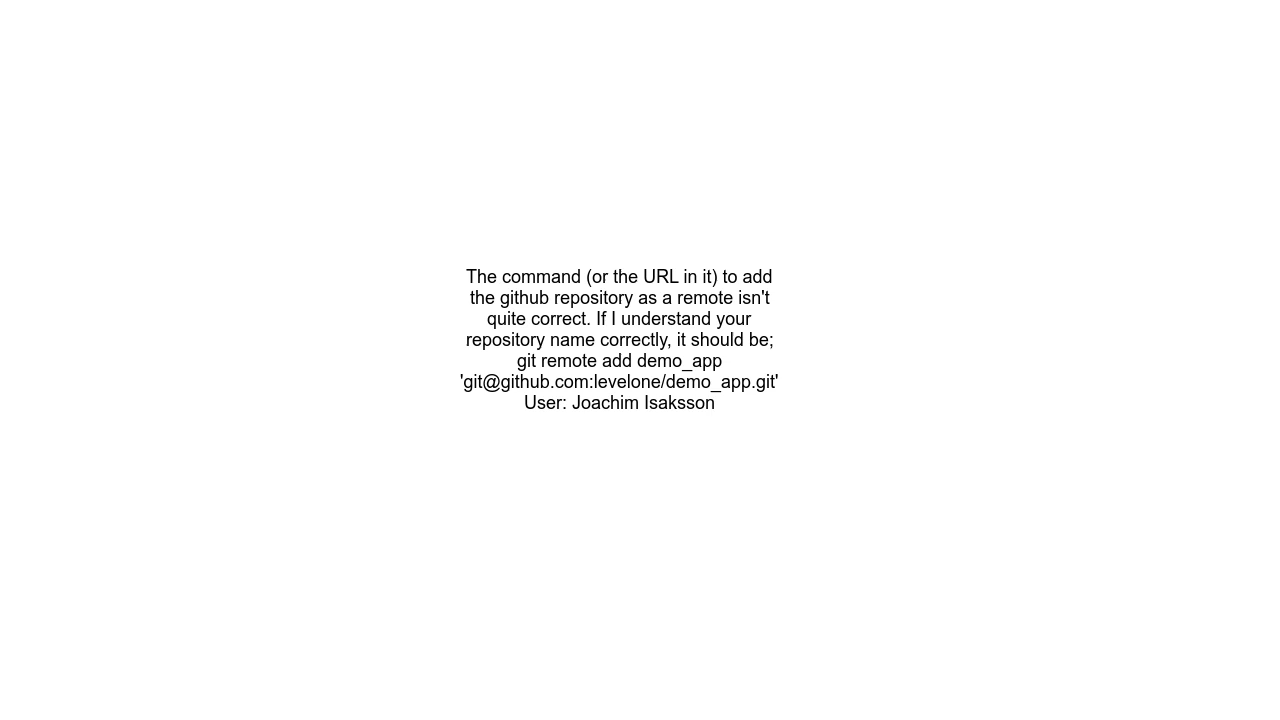 The command (or the URL in it) to add
the github repository as a remote isn't
quite correct. If I understand your
repository name correctly, it should be;
git remote add demo_app
'git@github.com:levelone/demo_app.git'
User: Joachim Isaksson